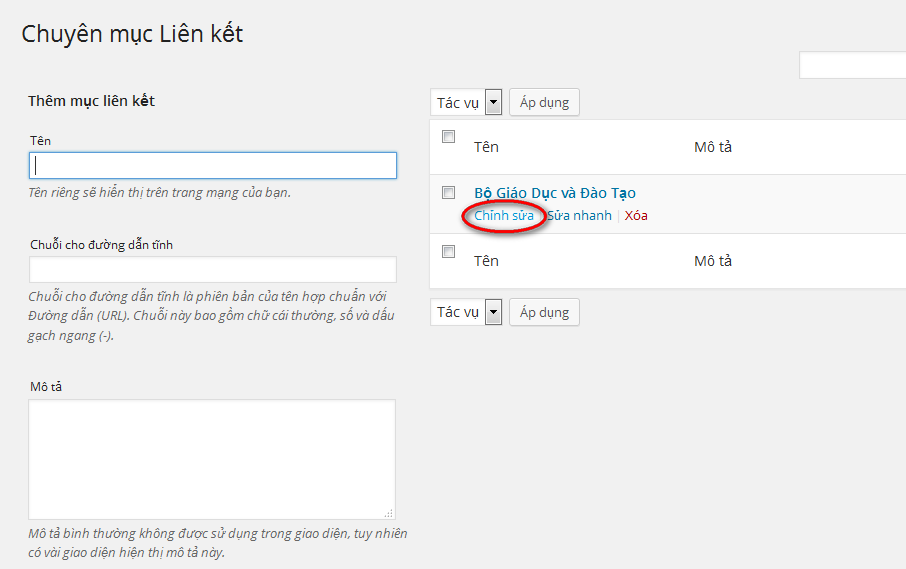 Chuyên mục Liên kết
Thêm mục liên kết
Tên
Tên riêng sẽ hiển thị trên trang mạng của bạn.
Chuỗi cho đường dẫn tĩnh
Chuỗi cho đường dẫn tĩnh là phiên bản của tên hợp chuẩn với
Đường dẫn (URL). Chuỗi này bao gồm chữ cái thường, số và dấu
gạch ngang (-).
Mô tả
Mô tả bình thường không được sử dụng trong giao diện, tuy nhiên
có vài giao diện hiện thị mô tả này.
Tác vụ Áp dụng
Tên Mô tả
Bộ Giáo Dục và Đào Tạo
Chỉnh sửa | Sửa nhanh | Xóa
Tên Mô tả
Tác vụ Áp dụng